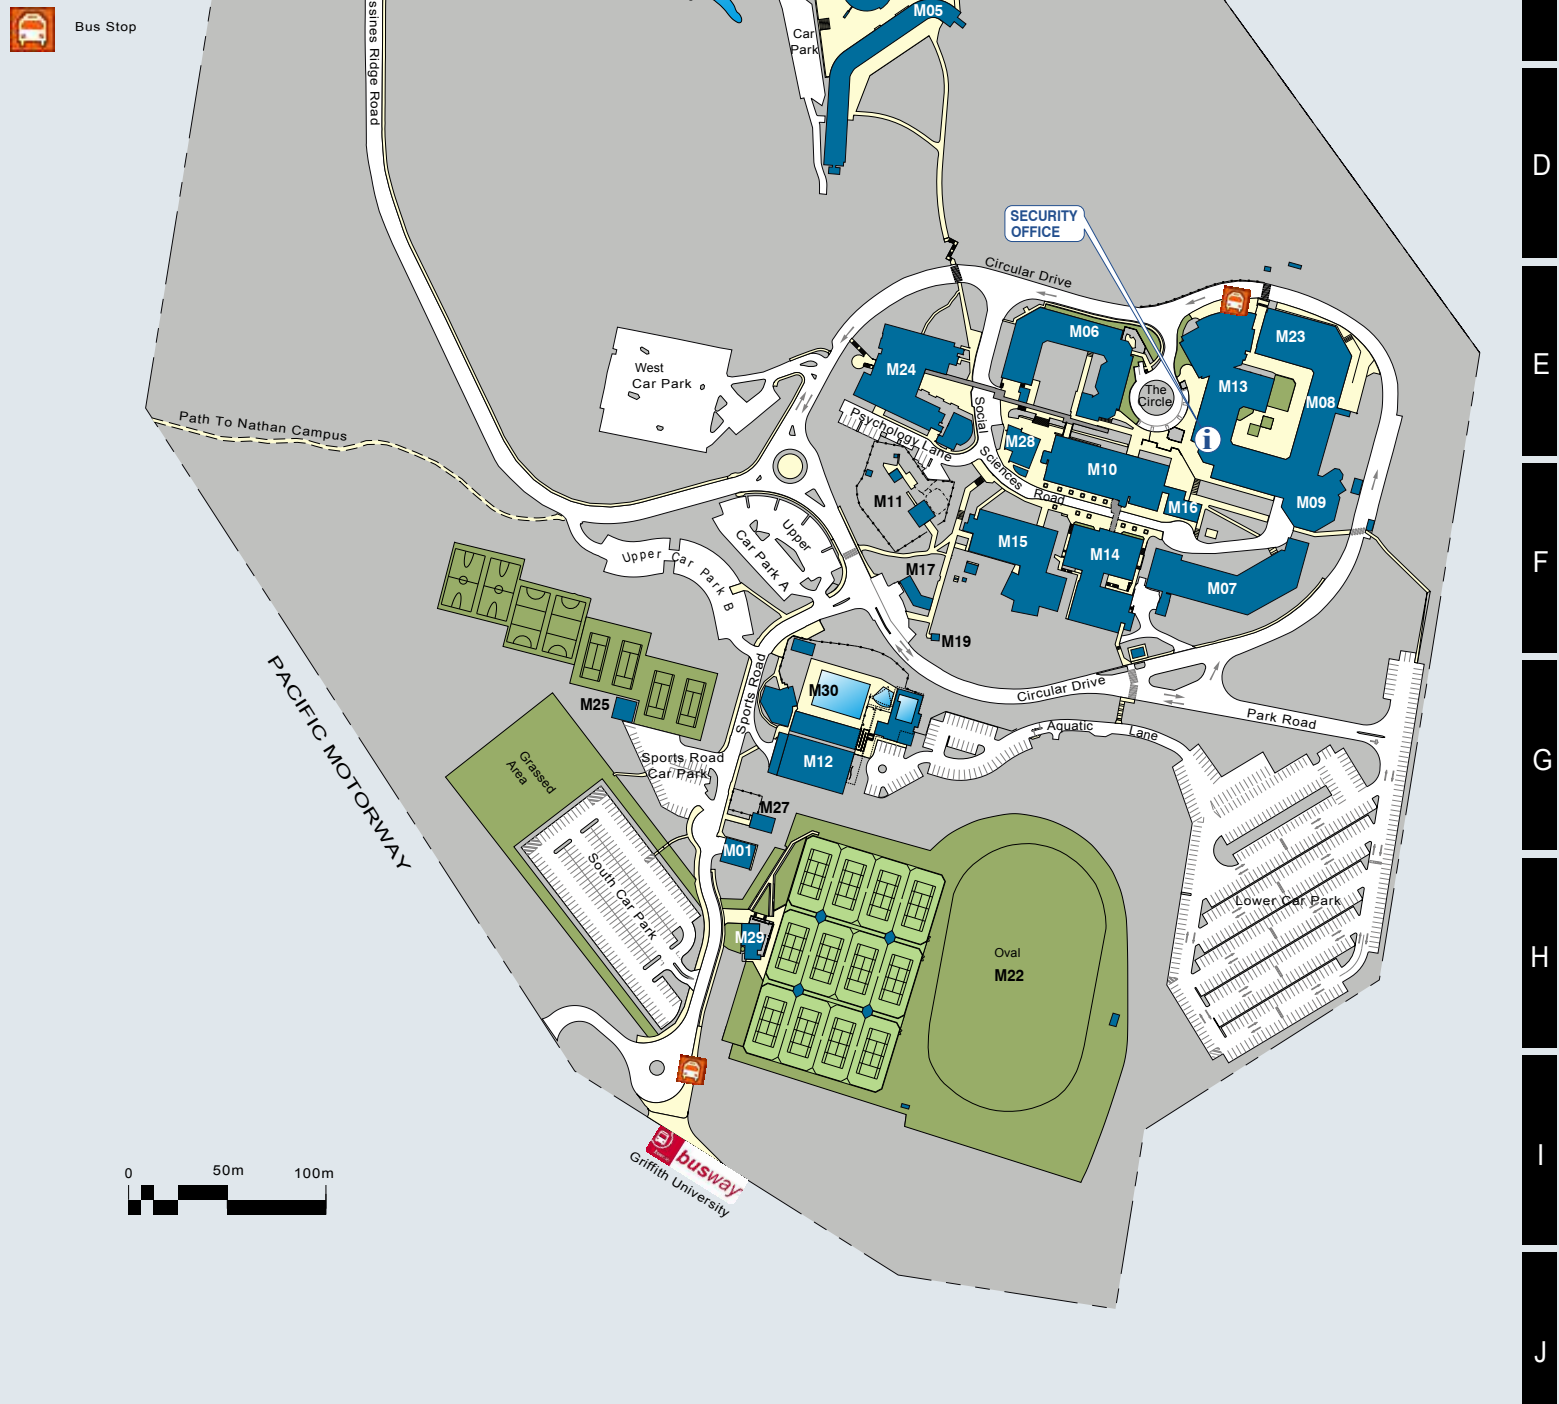 Bus Stop
M05
ssines Ridge Road
Car
Park
D
SECURITY
OFFICE
Circular Drive
M06
M23
E
M24
West
Car Park
The
Circle
M13
M08
Social
Sciences
Road
Psychology Lane
Path To Nathan Campus
M28
i
M10
M11
M16
M09
Upper
Car Park A
M15
M14
Upper Car Park B
M17
M07
F
M19
PACIFIC MOTORWAY
Sports Road
M30
Circular Drive
M25
Park Road
Aquatic
Lane
G
Grassed
Area
Sports Road
Car Park
M12
M27
M01
South Car Park
Lower Car Park
M29
Oval
M22
H
busway
Griffith University
I
0
50m
100m
J